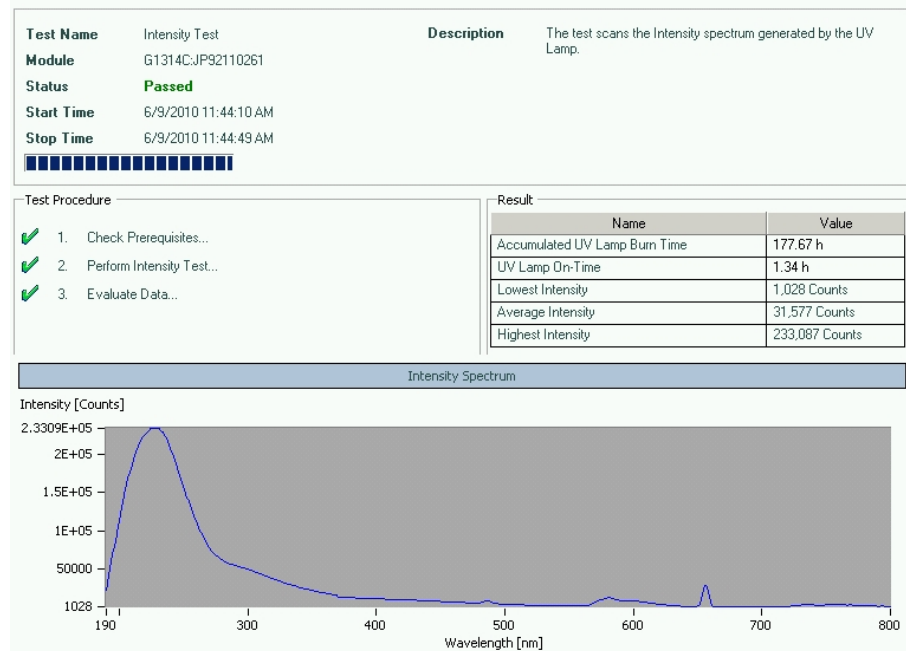 Test Name Intensity Test
Description The test scans the Intensity spectrum generated by the UV
Lamp.
Module G1314C:JP92110261
Status Passed
Start Time 6/9/2010 11:44:10 AM
Stop Time 6/9/2010 11:44:49 AM
Test Procedure
1. Check Prerequisites...
2. Perform Intensity Test...
3. Evaluate Data...
Result
Name Value
Accumulated UV Lamp Burn Time 177.67 h
UV Lamp On-Time 1.34 h
Lowest Intensity 1,028 Counts
Average Intensity 31,577 Counts
Highest Intensity 233,087 Counts
Intensity Spectrum
Intensity [Counts]
2.3309E+05
2E+05
1.5E+05
1E+05
50000
1028
190 300 400 500 600 700 800
Wavelength [nm]